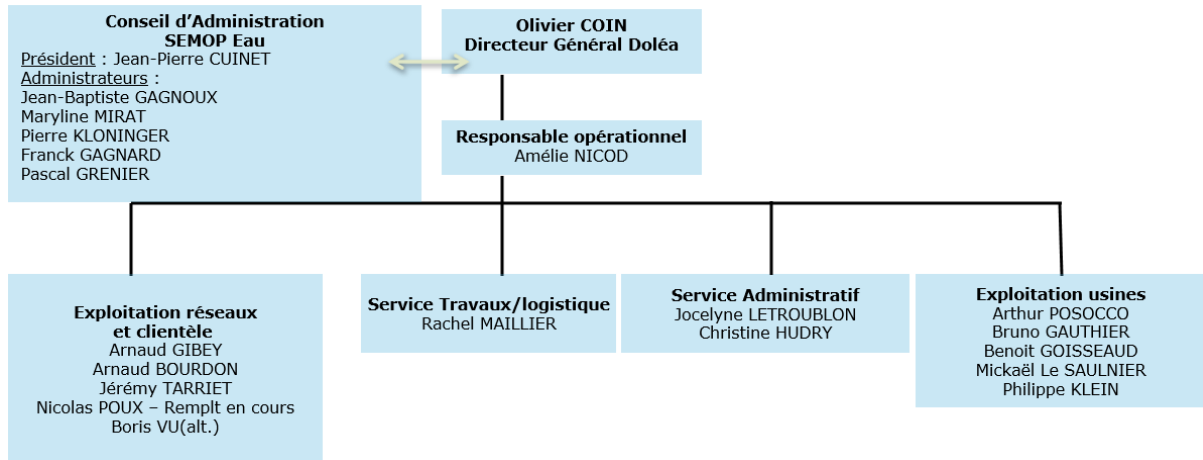 Conseil d'Administration
SEMOP Eau
Président : Jean-Pierre CUINET
Administrateurs :
Jean-Baptiste GAGNOUX
Maryline MIRAT
Pierre KLONINGER
Franck GAGNARD
Pascal GRENIER
Olivier COIN
Directeur Général Doléa
Responsable opérationnel
Amélie NICOD
Exploitation réseaux
et clientèle
Arnaud GIBEY
Arnaud BOURDON
Jérémy TARRIET
Nicolas POUX – Remplt en cours
Boris VU(alt.)
Service Travaux/logistique
Rachel MAILLIER
Service Administratif
Jocelyne LETROUBLON
Christine HUDRY
Exploitation usines
Arthur POSOCCO
Bruno GAUTHIER
Benoit GOISSEAUD
Mickaël Le SAULNIER
Philippe KLEIN